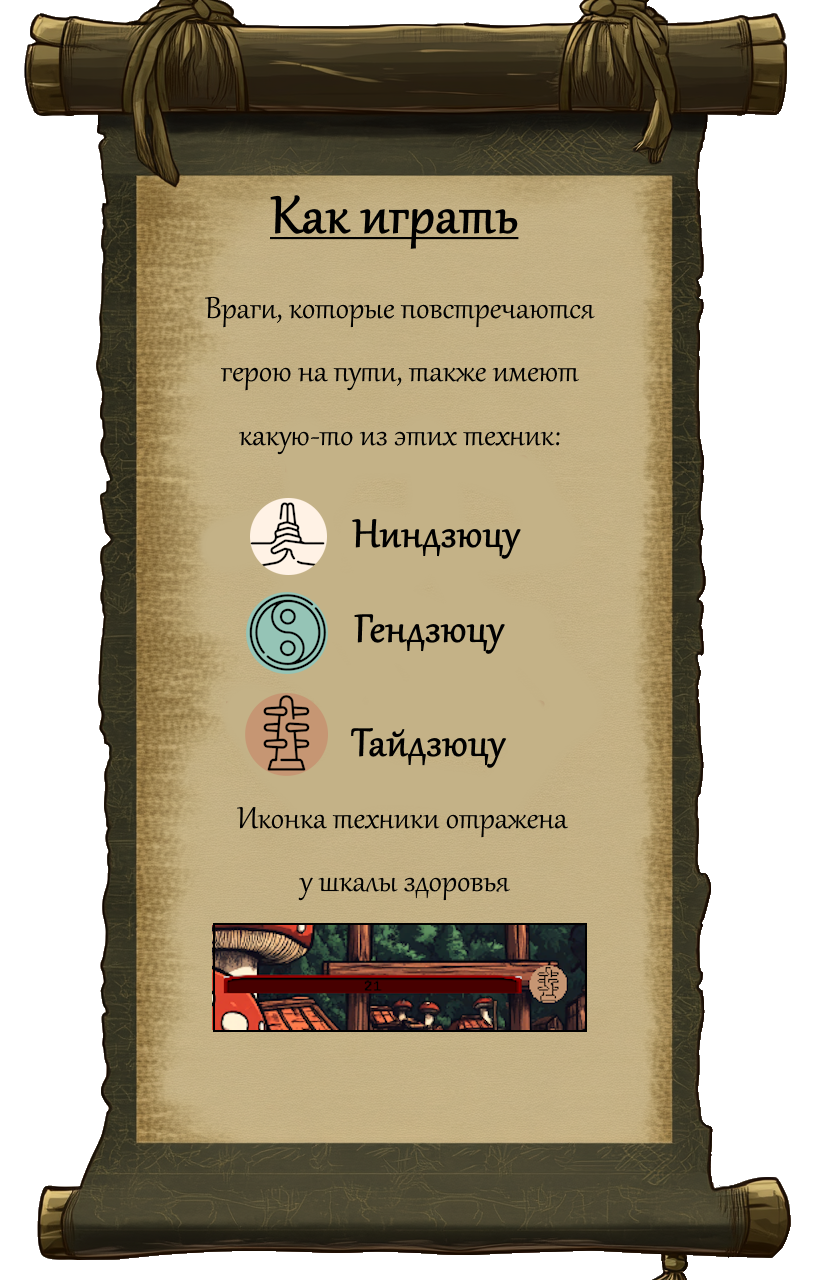 Как играть
Враги, которые повстречаются
герою на пути, также имеют
какую-то из этих техник:
Ниндзюцу
Гендзюцу
Тайдзюцу
Иконка техники отражена
у шкалы здоровья
21